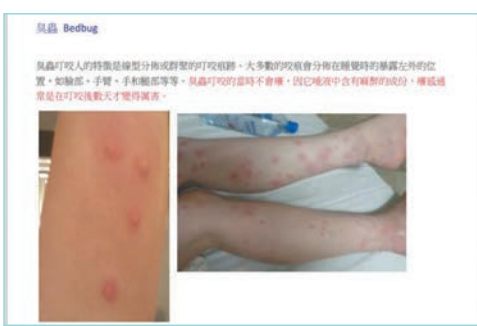 臭蟲 Bedbug
臭蟲叮咬人的特徵是線型分佈或群聚的叮咬痕跡。大多數的咬痕會分佈在睡覺時的暴露左外的位
置，如臉部、手臂、手和腿部等等。臭蟲叮咬的當時不會癢，因它唾液中含有麻醉的成份，癢感通
常是在叮咬後數天才變得厲害。